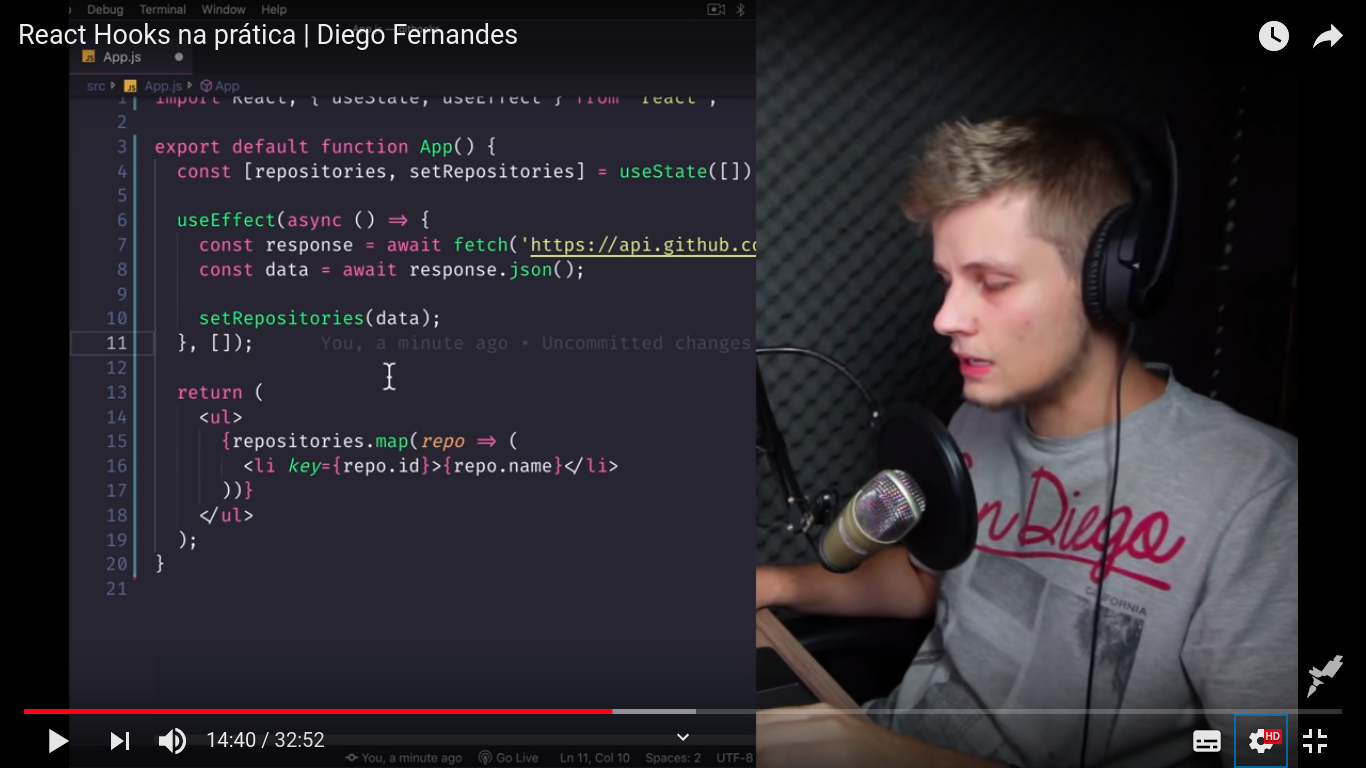 Debug Terminal Window Help
React Hooks na prática | Diego Fernandes
JS App.js
src JS App.js App
1 import React, { useState, useEffect } from 'react';
2
3 export default function App() {
4 const [repositories, setRepositories] = useState([])
5
6 useEffect(async () ⇒ {
7 const response = await fetch('https://api.github.co
8 const data = await response.json();
9
10 setRepositories(data);
11 }, []); You, a minute ago • Uncommitted changes
12
13 return (
14 <ul>
15 {repositories.map(repo ⇒ (
16 <li key={repo.id}>{repo.name}</li>
17 ))}
18 </ul>
19 );
20 }
21
San Diego
CALIFORNIA
14:40 / 32:52
HD
You, a minute ago Go Live Ln 11, Col 10 Spaces: 2 UTF-8